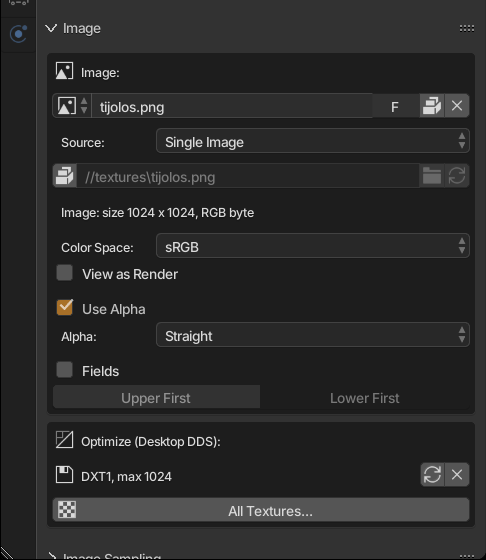 Image
Image:
tijolos.png F
Source: Single Image
//textures\tijolos.png
Image: size 1024 x 1024, RGB byte
Color Space: sRGB
View as Render
Use Alpha
Alpha: Straight
Fields
Upper First Lower First
Optimize (Desktop DDS):
DXT1, max 1024
All Textures...
Image Sampling